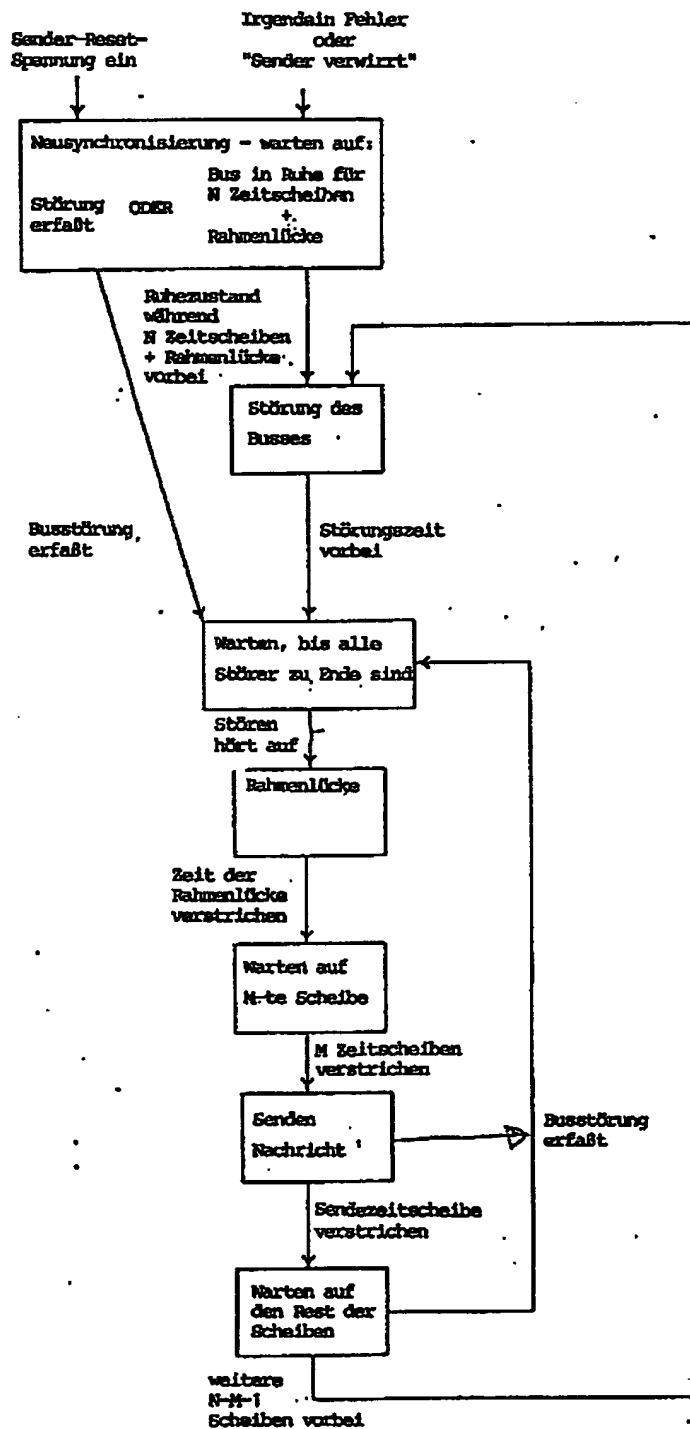 Sender-Reset-
Spannung ein
Irgendein Fehler
oder
"Sender verwirrt"
Neusynchronisierung - warten auf:
Störung
erfaßt
ODER
Bus in Ruhe für
N Zeitscheiben
+
Rahmenlücke
Ruhezustand
während
N Zeitscheiben
+ Rahmenlücke
vorbei
Störung des
Busses
Busstörung
erfaßt
Störungszeit
vorbei
Warten, bis alle
Störer zu Ende sind
Stören
hört auf
Rahmenlücke
Zeit der
Rahmenlücke
verstrichen
Warten auf
M-te Scheibe
M Zeitscheiben
verstrichen
Senden
Nachricht
Busstörung
erfaßt
Sendezeitscheibe
verstrichen
Warten auf
den Rest der
Scheiben
weitere
N-M-1
Scheiben vorbei